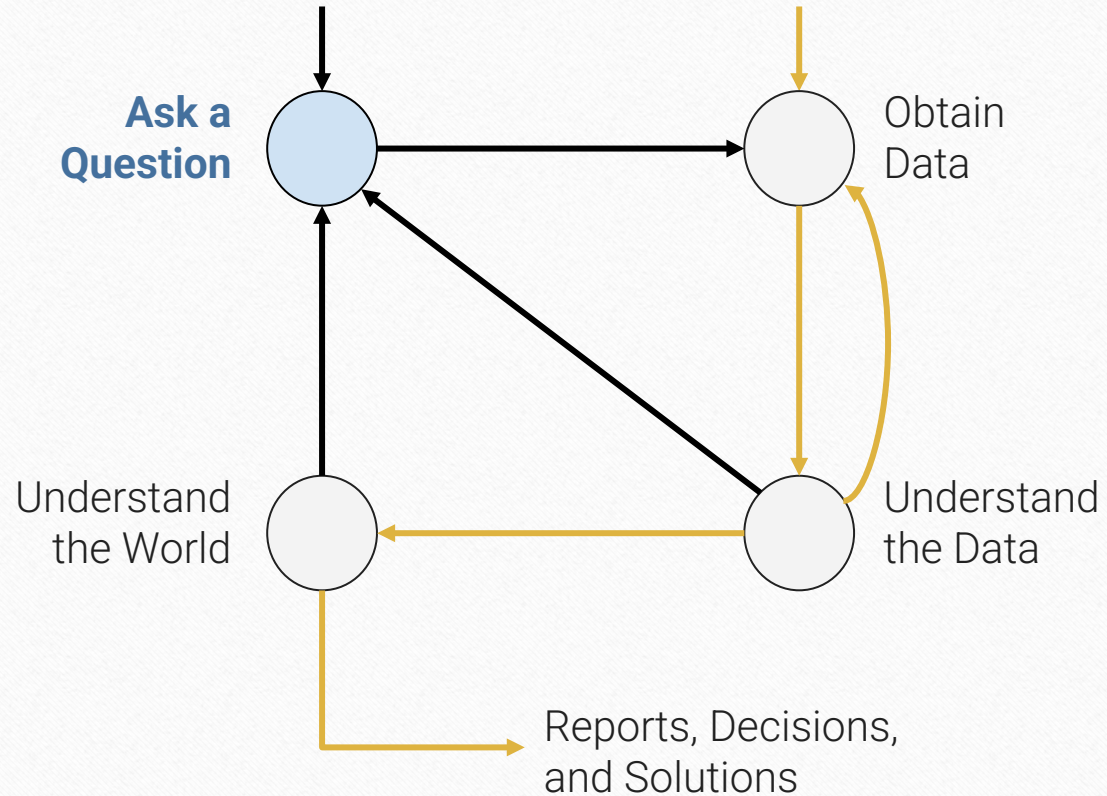 Ask a
Question
Obtain
Data
Understand
the World
Understand
the Data
Reports, Decisions,
and Solutions